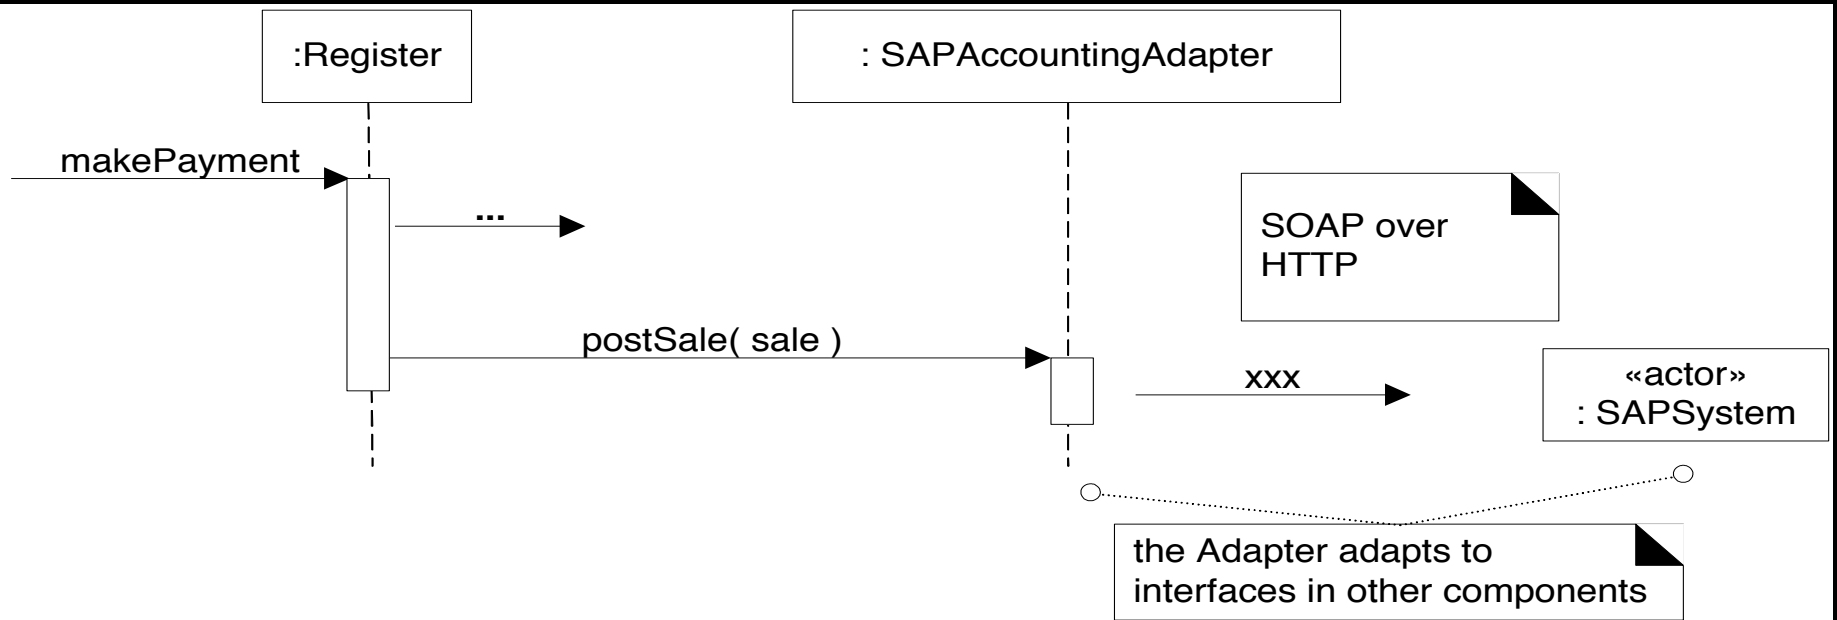 :Register
: SAPAccountingAdapter
makePayment
...
SOAP over
HTTP
postSale( sale )
xxx
«actor»
: SAPSystem
the Adapter adapts to
interfaces in other components